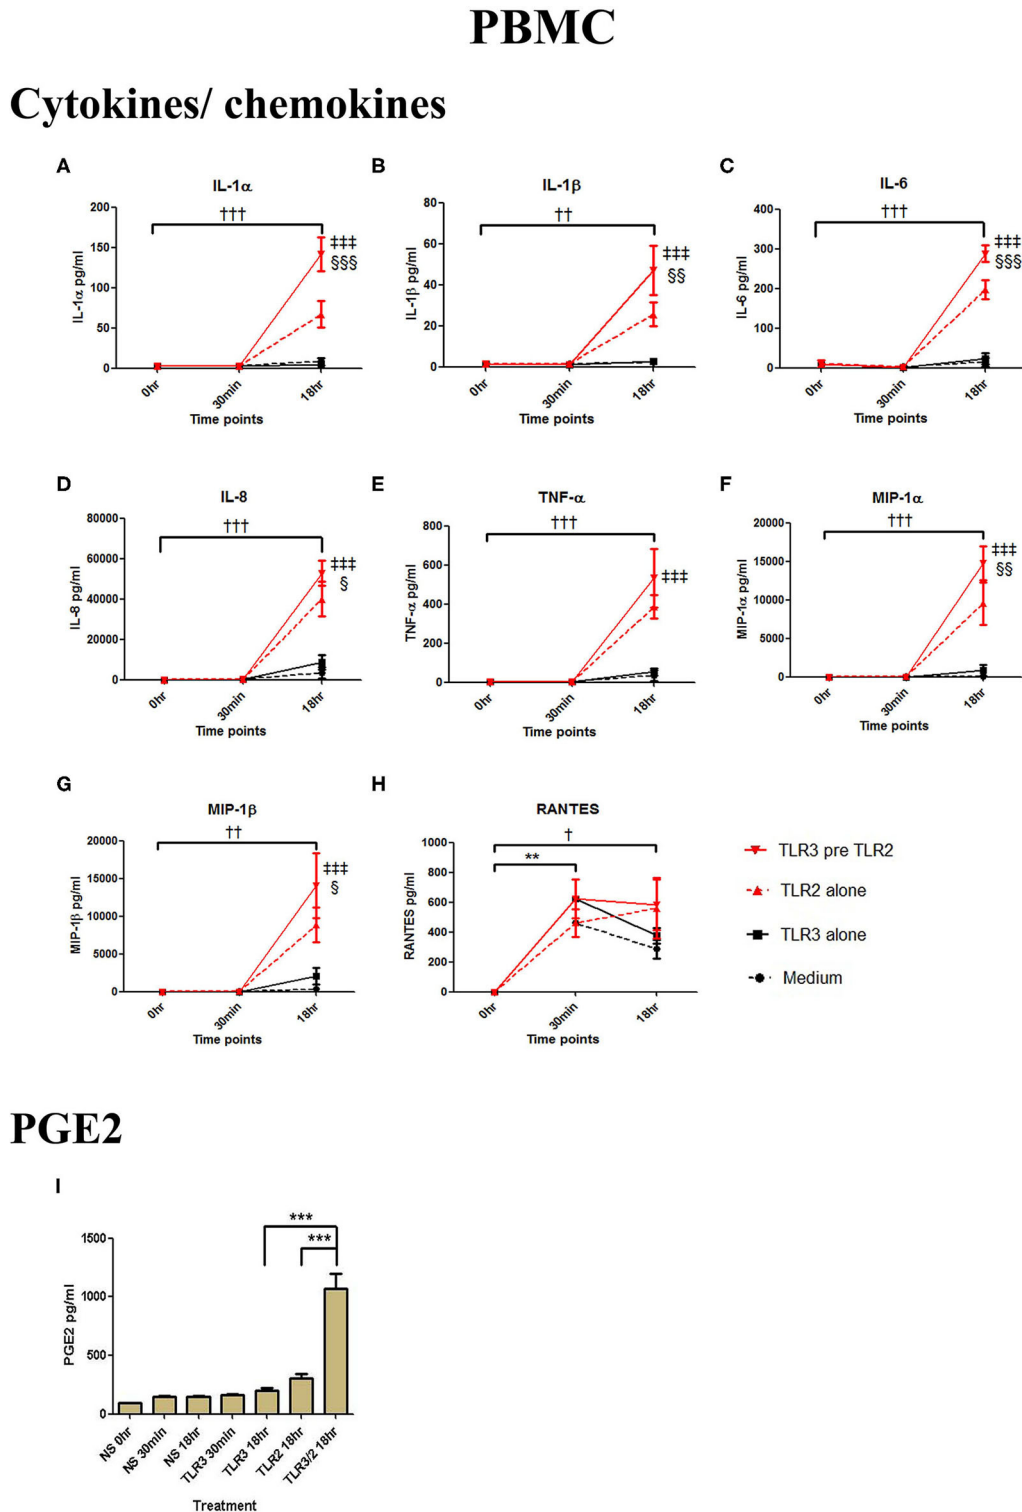 PBMC
Cytokines/ chemokines
A
IL-1α
200
150
100
50
0
IL-1α pg/ml
†††
‡‡‡
§§§
0hr
30min
18hr
Time points
B
IL-1β
80
60
40
20
0
IL-1β pg/ml
††
‡‡‡
§§
0hr
30min
18hr
Time points
C
IL-6
400
300
200
100
0
IL-6 pg/ml
†††
‡‡‡
§§§
0hr
30min
18hr
Time points
D
IL-8
80000
60000
40000
20000
0
IL-8 pg/ml
†††
‡‡‡
§
0hr
30min
18hr
Time points
E
TNF-α
800
600
400
200
0
TNF-α pg/ml
†††
‡‡‡
0hr
30min
18hr
Time points
F
MIP-1α
20000
15000
10000
5000
0
MIP-1α pg/ml
†††
‡‡‡
§§
0hr
30min
18hr
Time points
G
MIP-1β
20000
15000
10000
5000
0
MIP-1β pg/ml
††
‡‡‡
§
0hr
30min
18hr
Time points
H
RANTES
1000
800
600
400
200
0
RANTES pg/ml
†
**
0hr
30min
18hr
Time points
TLR3 pre TLR2
TLR2 alone
TLR3 alone
Medium
PGE2
I
1500
1000
500
0
PGE2 pg/ml
***
***
NS 0hr
NS 30min
NS 18hr
TLR3 30min
TLR3 18hr
TLR2 18hr
TLR3/2 18hr
Treatment